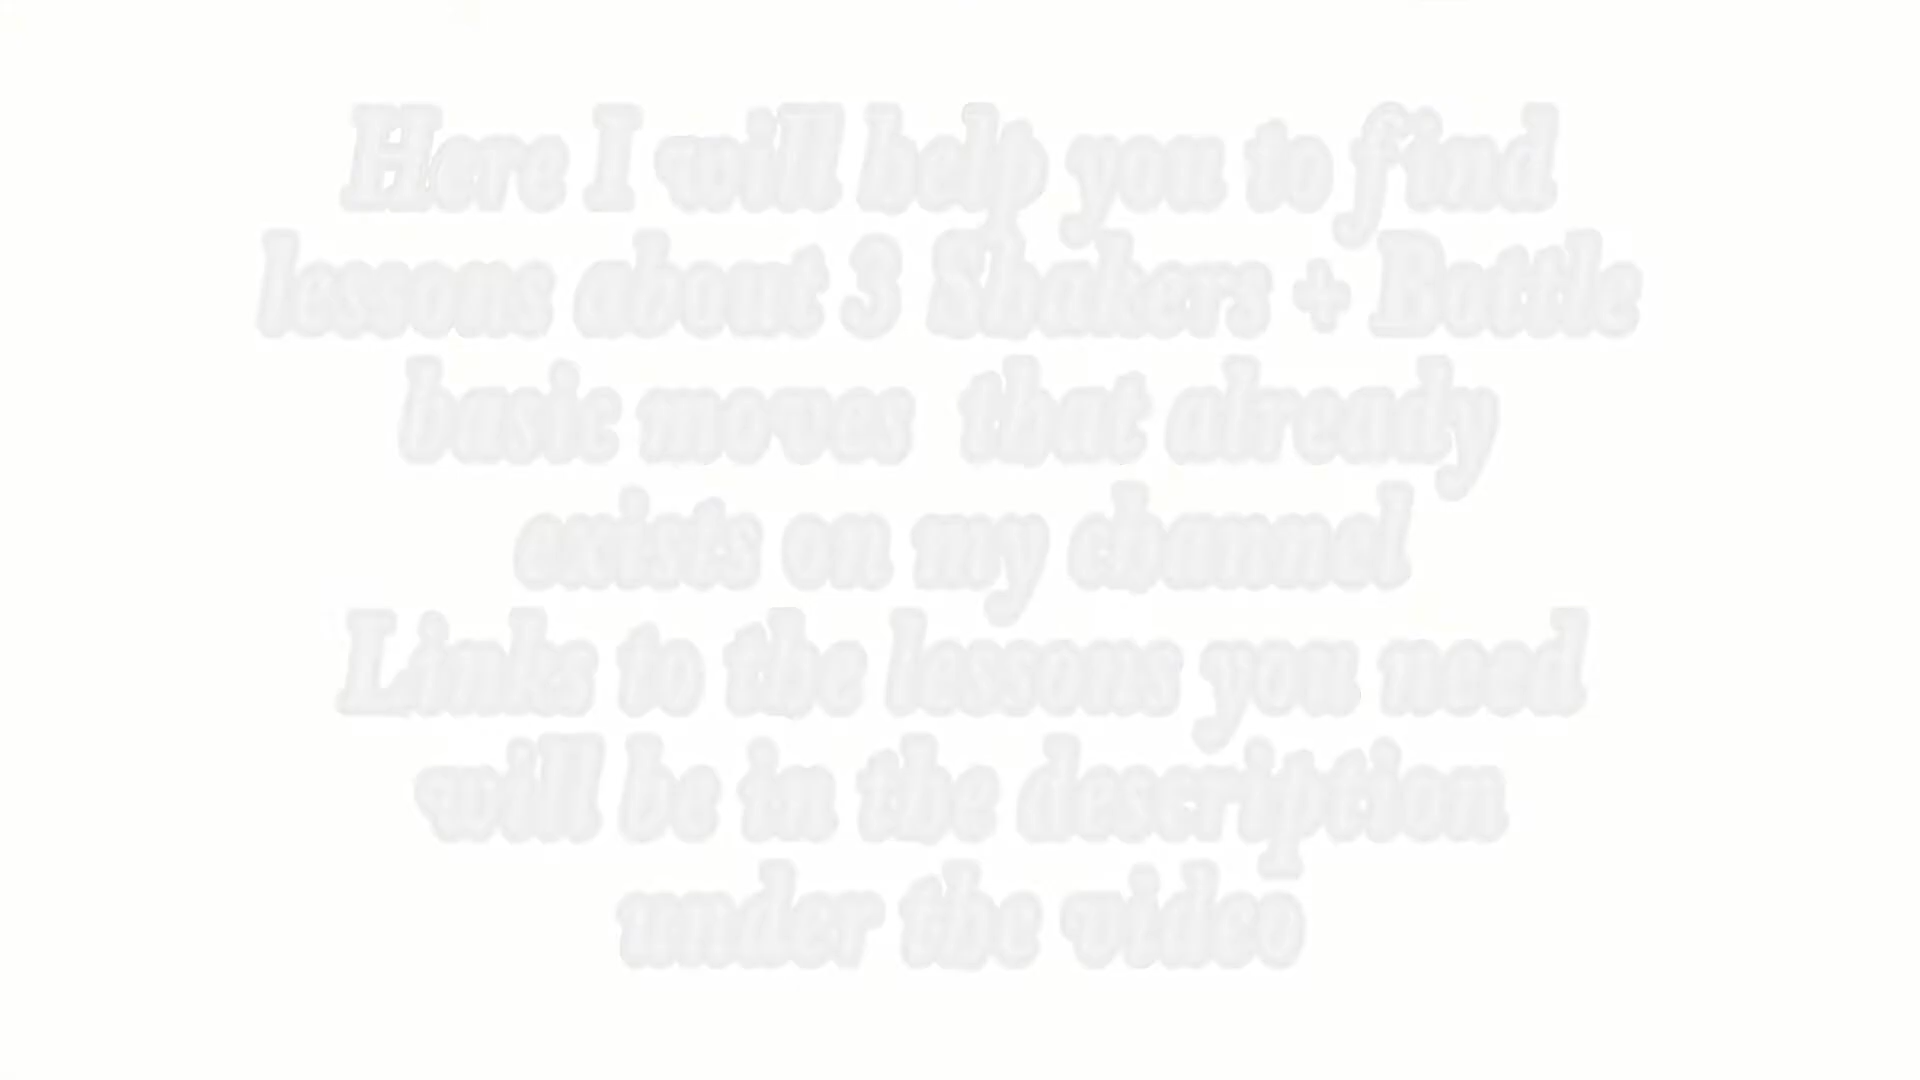 Here I will help you to find
lessons about 3 Shakers + Bottle
basic moves that already
exists on my channel
Links to the lessons you need
will be in the description
under the video